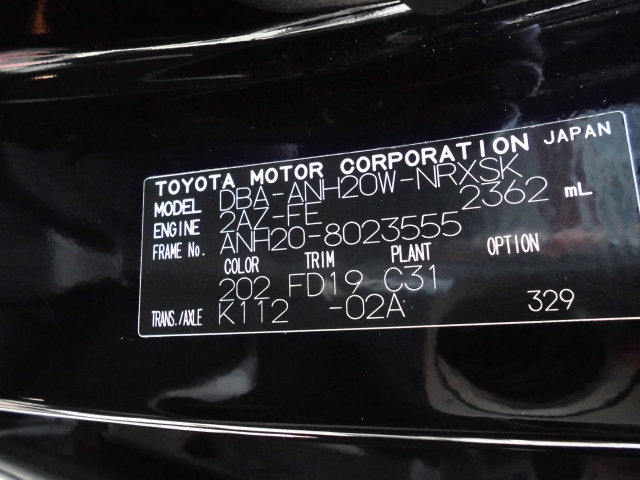 TOYOTA MOTOR CORPORATION JAPAN
MODEL DBA-ANH20W-NRXSK
ENGINE 2AZ-FE 2362 mL
FRAME No. ANH20-8023555
COLOR TRIM PLANT OPTION
202 FD19 C31
TRANS./AXLE K112 -02A 329